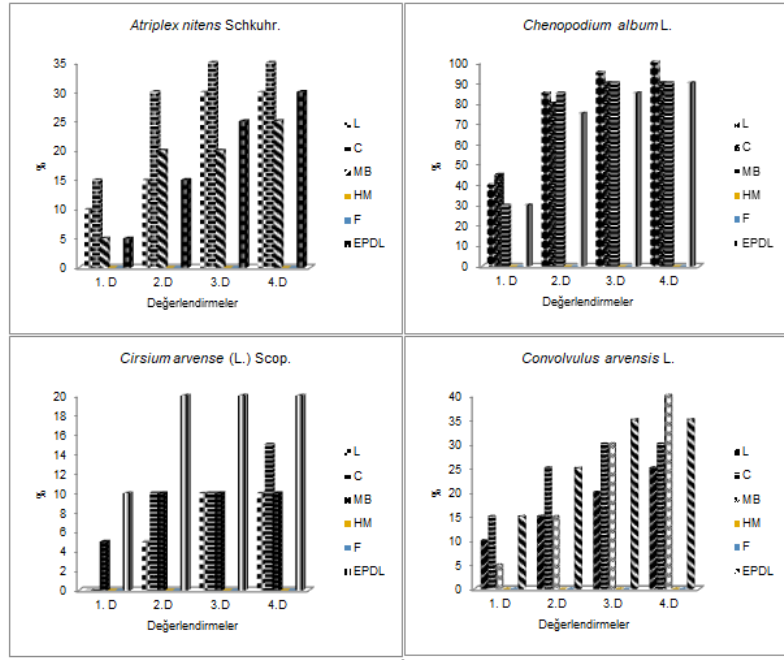 Atriplex nitens Schkuhr.
35
30
25
20
15
10
5
0
%
1. D
2. D
3. D
4.D
Değerlendirmeler
L
C
MB
HM
F
EPDL
Chenopodium album L.
100
90
80
70
60
50
40
30
20
10
0
%
1. D
2.D
3. D
4.D
Değerlendirmeler
L
C
MB
HM
F
EPDL
Cirsium arvense (L.) Scop.
20
18
16
14
12
10
8
6
4
2
0
%
1. D
2.D
3. D
4.D
Değerlendirmeler
L
C
MB
HM
F
EPDL
Convolvulus arvensis L.
40
35
30
25
20
15
10
5
0
%
1. D
2.D
3. D
4.D
Değerlendirmeler
L
C
MB
HM
F
EPDL